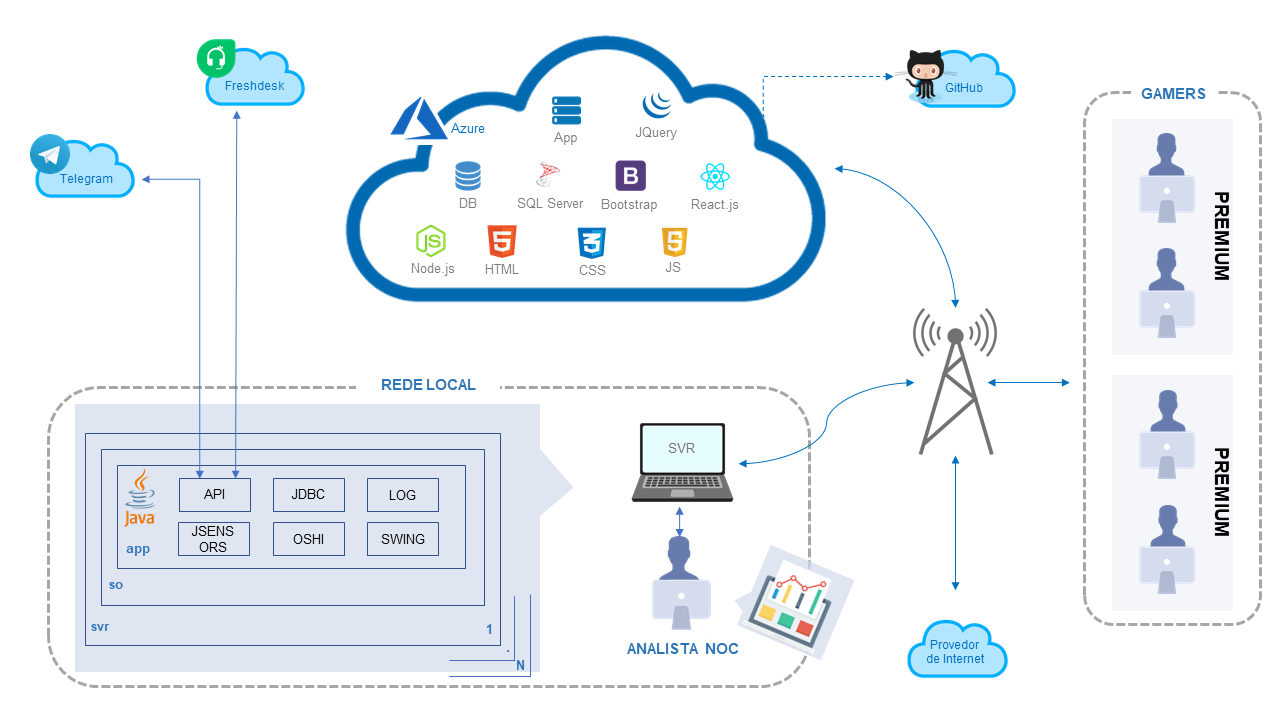 Freshdesk
Telegram
Azure
App
JQuery
DB
SQL Server
Bootstrap
React.js
Node.js
HTML
CSS
JS
GitHub
GAMERS
PREMIUM
PREMIUM
REDE LOCAL
Java
app
API
JDBC
LOG
JSENS
ORS
OSHI
SWING
so
svr
1
.
N
SVR
ANALISTA NOC
Provedor
de Internet